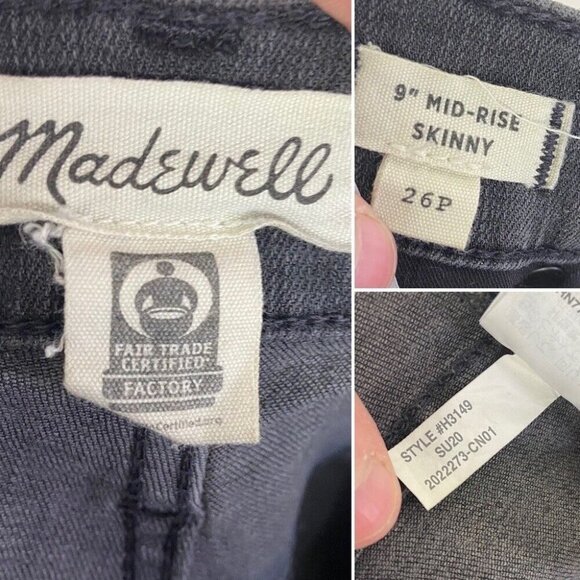 Madewell
FAIR TRADE
CERTIFIED
FACTORY
9" MID-RISE
SKINNY
26P
STYLE #H3149
SU20
2022273-CN01